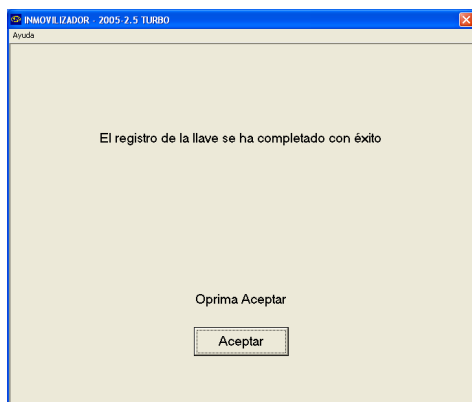 INMOVILIZADOR - 2005-2.5 TURBO
Ayuda
El registro de la llave se ha completado con éxito
Oprima Aceptar
Aceptar